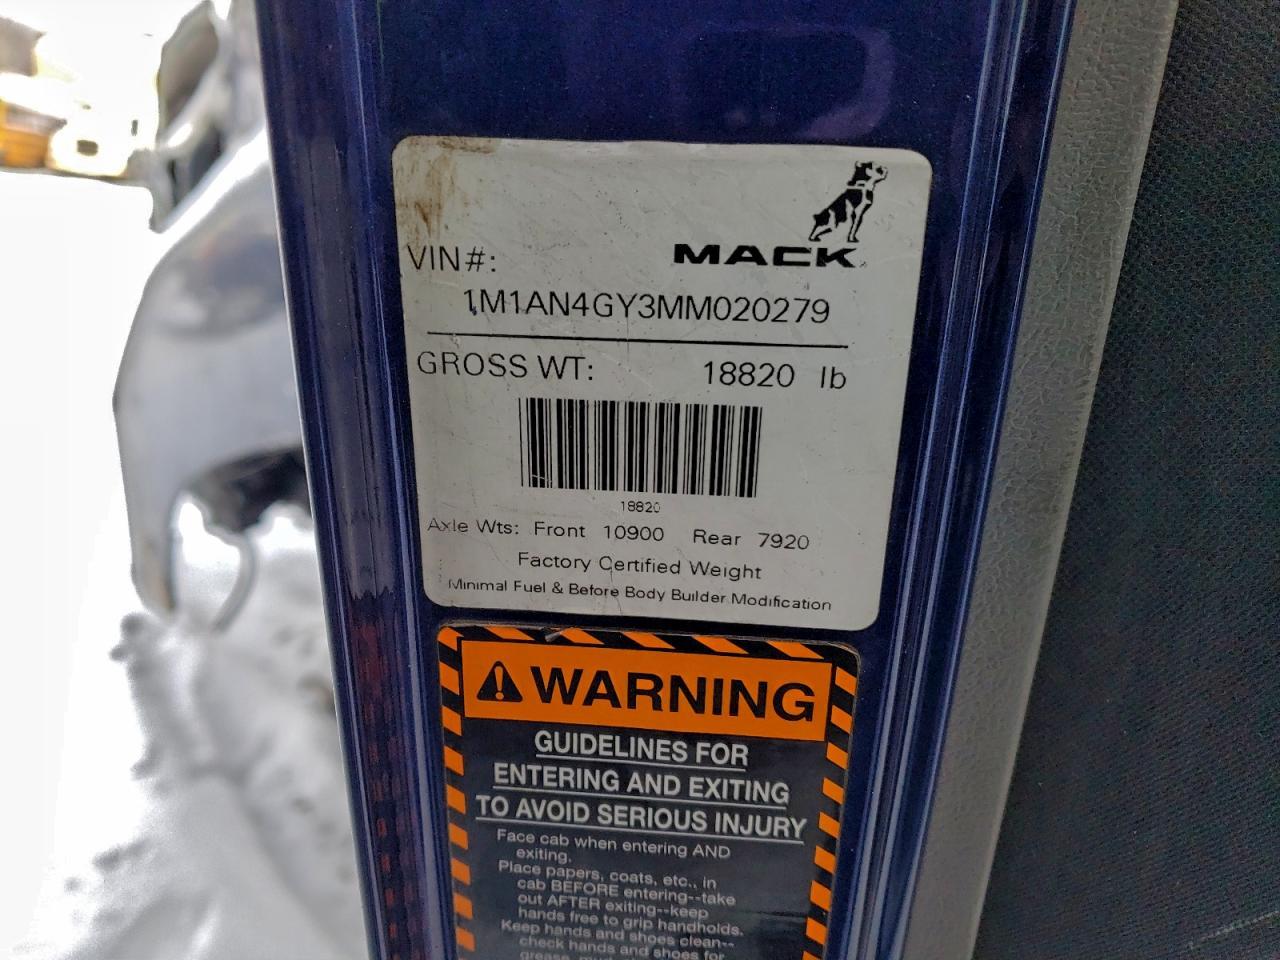 MACK
VIN#:
1M1AN4GY3MM020279
GROSS WT: 18820 lb
18820
Axle Wts: Front 10900 Rear 7920
Factory Certified Weight
Minimal Fuel & Before Body Builder Modification
WARNING
GUIDELINES FOR
ENTERING AND EXITING
TO AVOID SERIOUS INJURY
Face cab when entering AND
exiting.
Place papers, coats, etc., in
cab BEFORE entering--take
out AFTER exiting--keep
hands free to grip handholds.
Keep hands and shoes clean--
check hands and shoes for